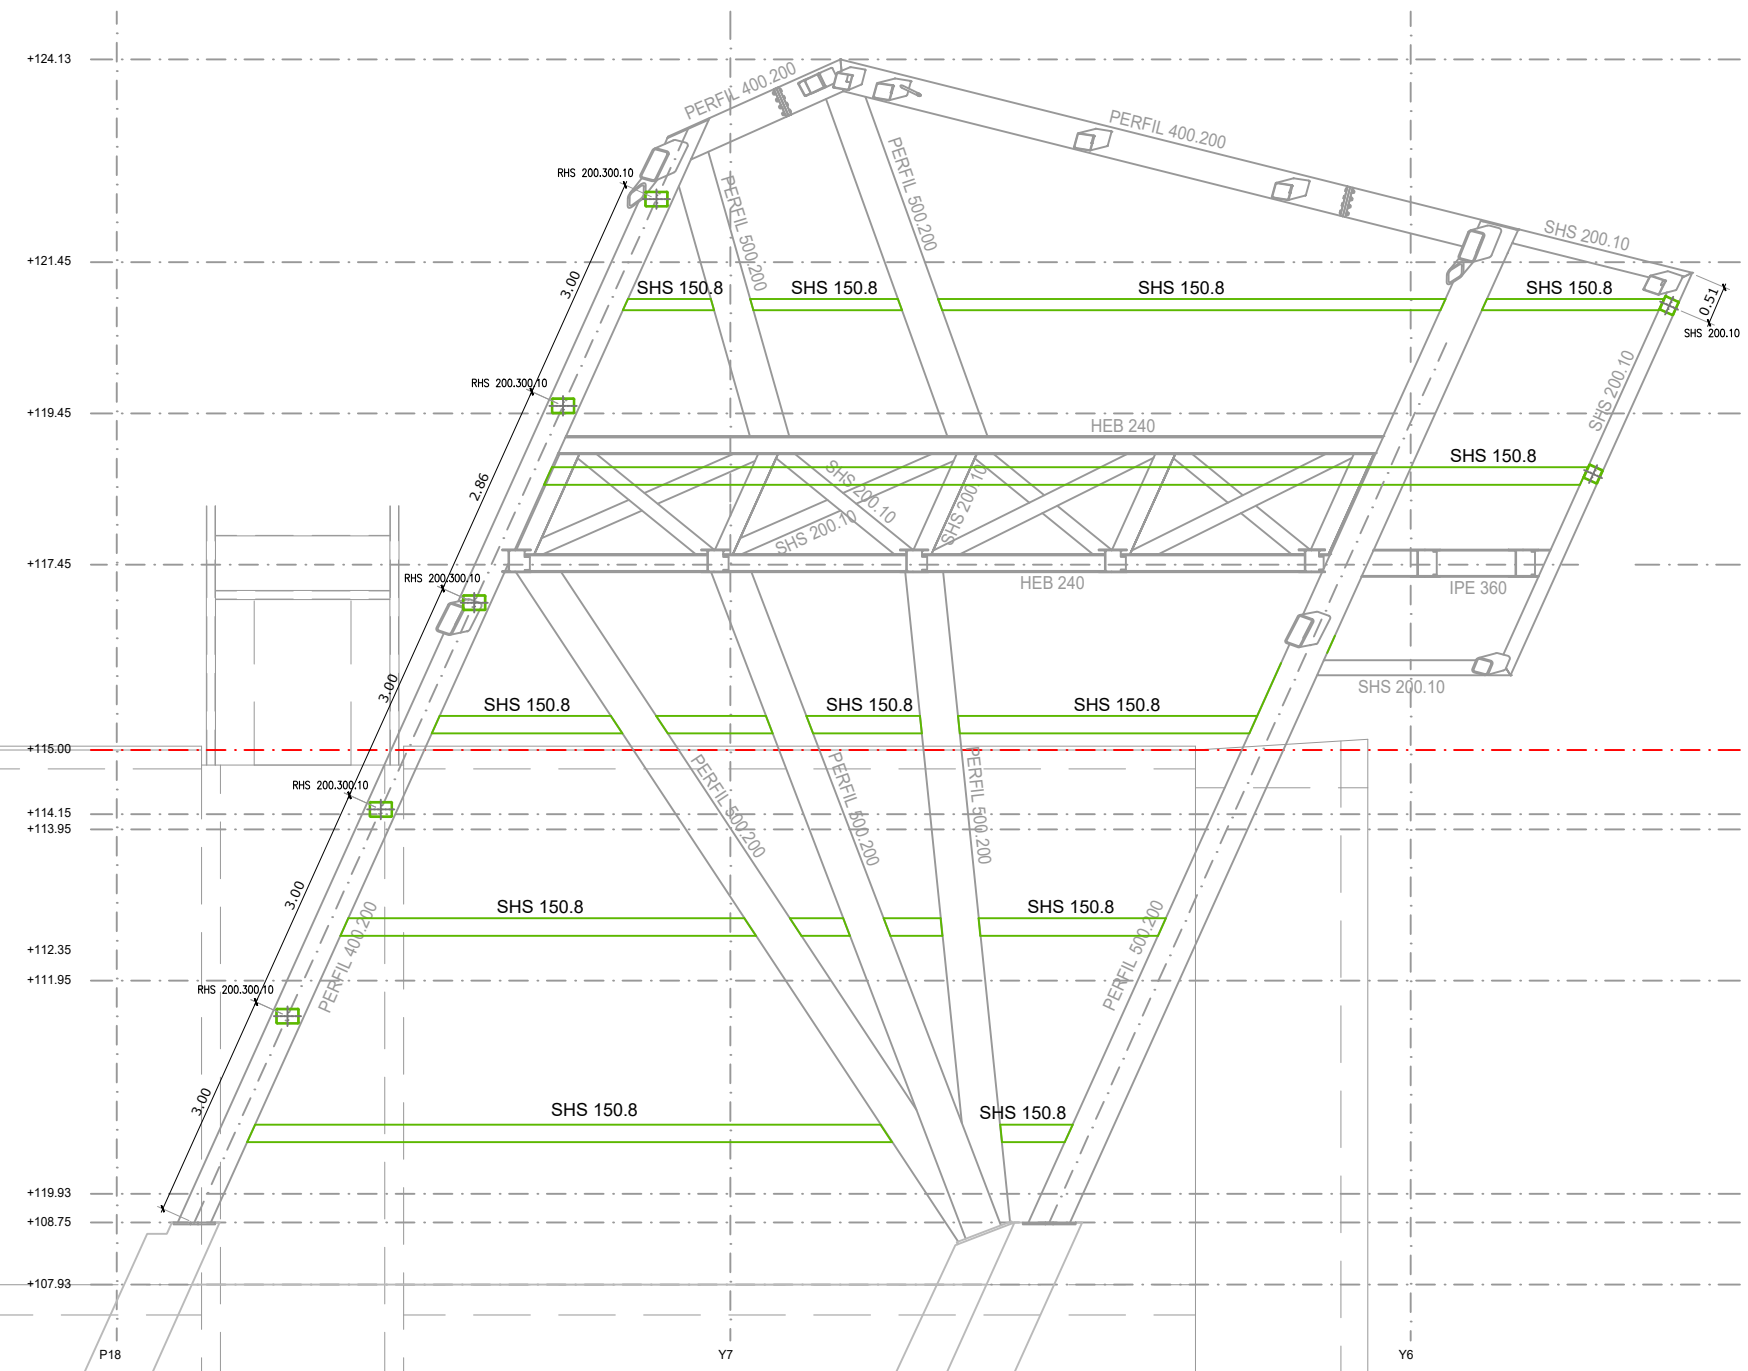 +124.13
PERFIL 400.200
PERFIL 400.200
RHS 200.300.10
PERFIL 500.200
PERFIL 500.200
SHS 200.10
+121.45
3.00
SHS 150.8
SHS 150.8
SHS 150.8
SHS 150.8
0.51
SHS 200.10
RHS 200.300.10
SHS 200.10
+119.45
HEB 240
2.86
SHS 200.10
SHS 200.10
SHS 200.10
SHS 150.8
+117.45
RHS 200.300.10
HEB 240
IPE 360
3.00
SHS 150.8
SHS 150.8
SHS 150.8
SHS 200.10
+115.00
RHS 200.300.10
PERFIL 500.200
PERFIL 500.200
PERFIL 500.200
+114.15
+113.95
3.00
SHS 150.8
SHS 150.8
PERFIL 400.200
PERFIL 500.200
+112.35
+111.95
RHS 200.300.10
3.00
SHS 150.8
SHS 150.8
+119.93
+108.75
+107.93
P18
Y7
Y6